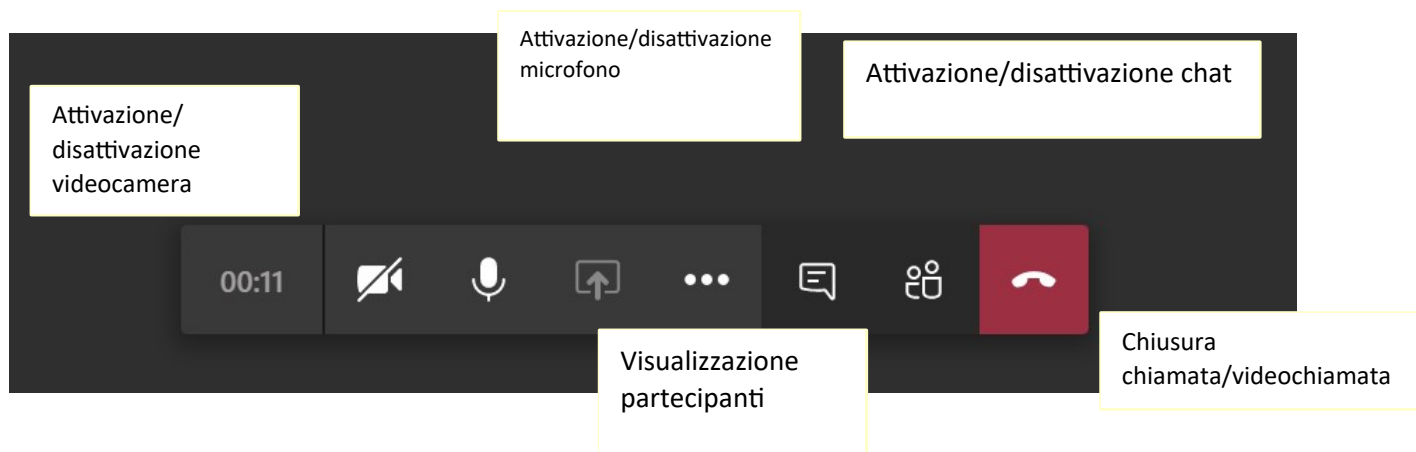 Attivazione/disattivazione
microfono
Attivazione/disattivazione chat
Attivazione/
disattivazione
videocamera
00:11
Visualizzazione
partecipanti
Chiusura
chiamata/videochiamata